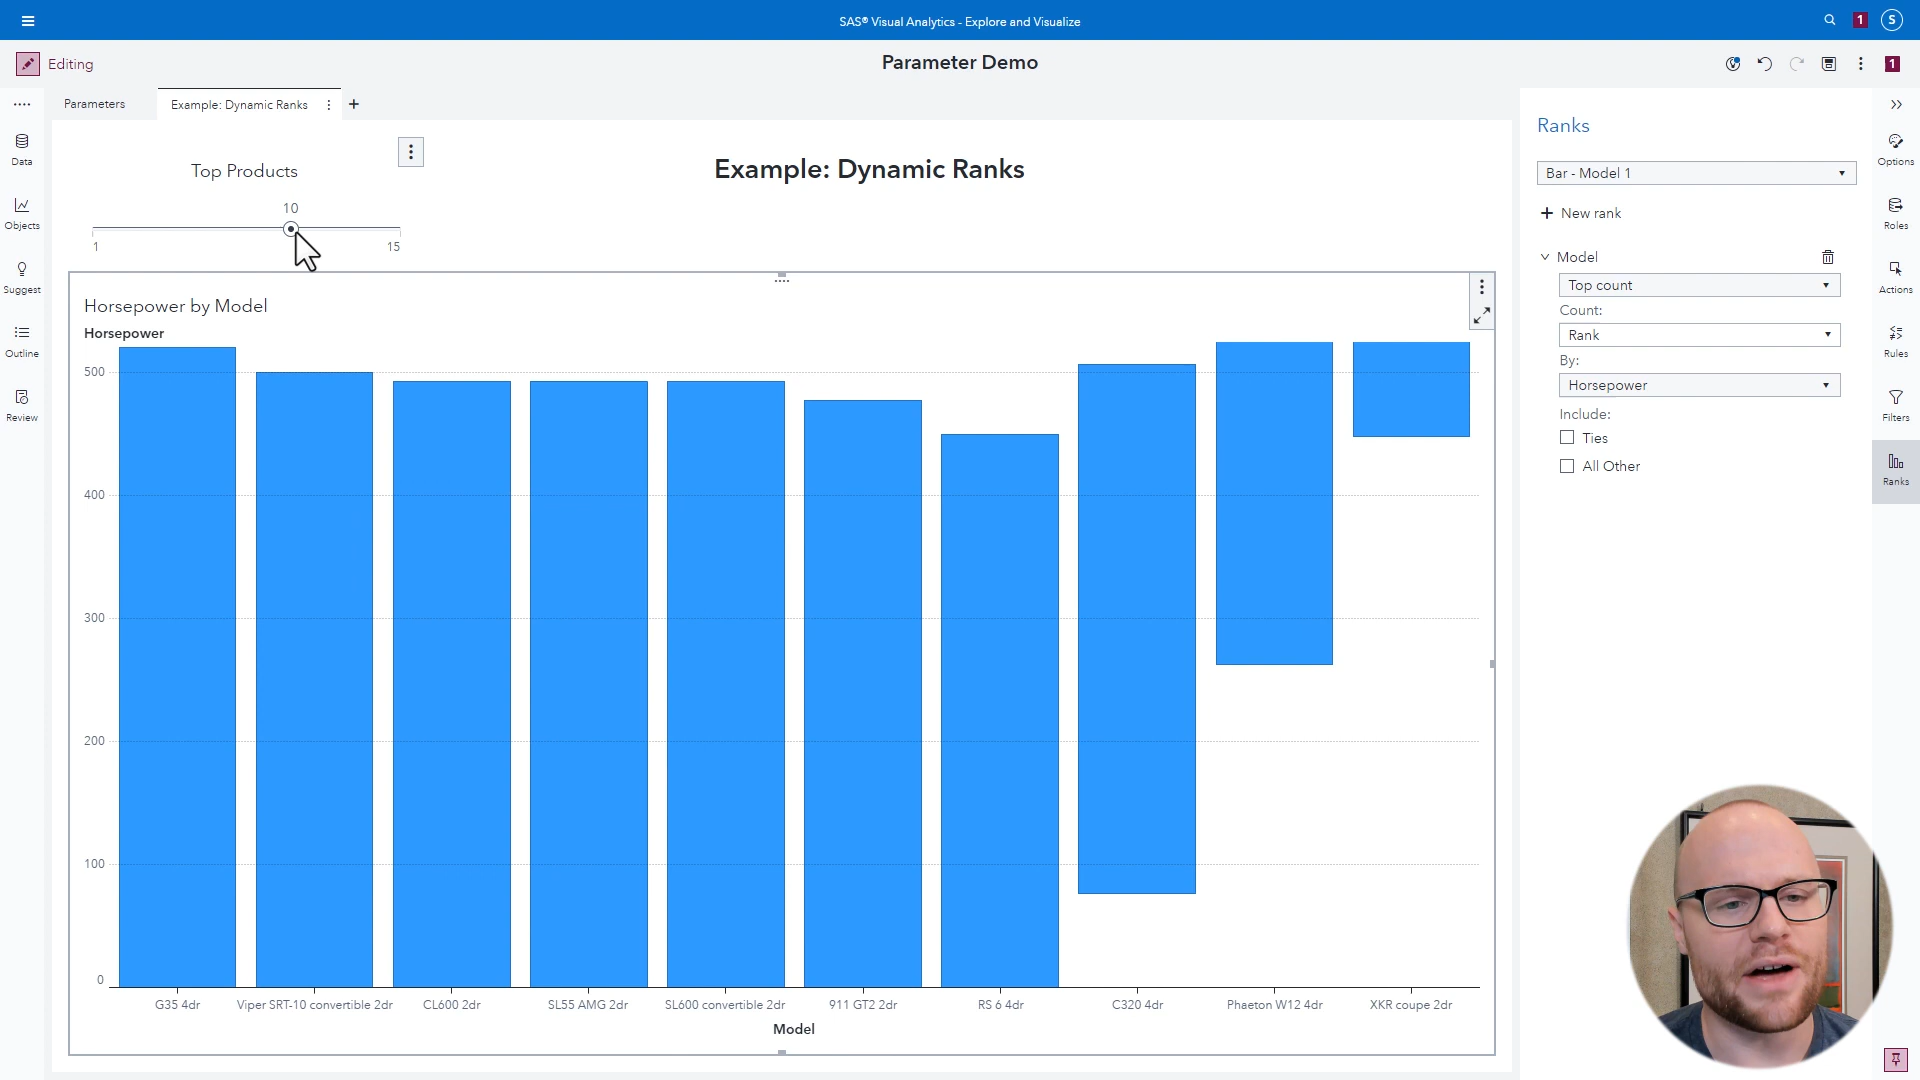 SAS® Visual Analytics - Explore and Visualize
1
S
Editing
Parameter Demo
1
Parameters
Example: Dynamic Ranks
Data
Objects
Suggest
Outline
Review
Top Products
10
1
15
Example: Dynamic Ranks
Horsepower by Model
Horsepower
500
400
300
200
100
0
G35 4dr
Viper SRT-10 convertible 2dr
CL600 2dr
SL55 AMG 2dr
SL600 convertible 2dr
911 GT2 2dr
RS 6 4dr
C320 4dr
Phaeton W12 4dr
XKR coupe 2dr
Model
Ranks
Bar - Model 1
New rank
Model
Top count
Count:
Rank
By:
Horsepower
Include:
Ties
All Other
Options
Roles
Actions
Rules
Filters
Ranks